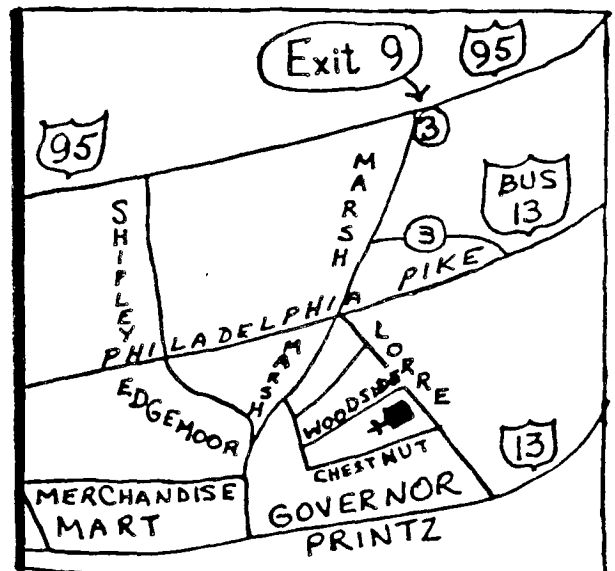 Exit 9
95
95
3
MARSH
BUS
13
SHIPLEY
3
PHILADELPHIA PIKE
LORRE
MARSH
EDGEMOOR
WOODSIDE
CHESTNUT
13
MERCHANDISE
MART
GOVERNOR
PRINTZ